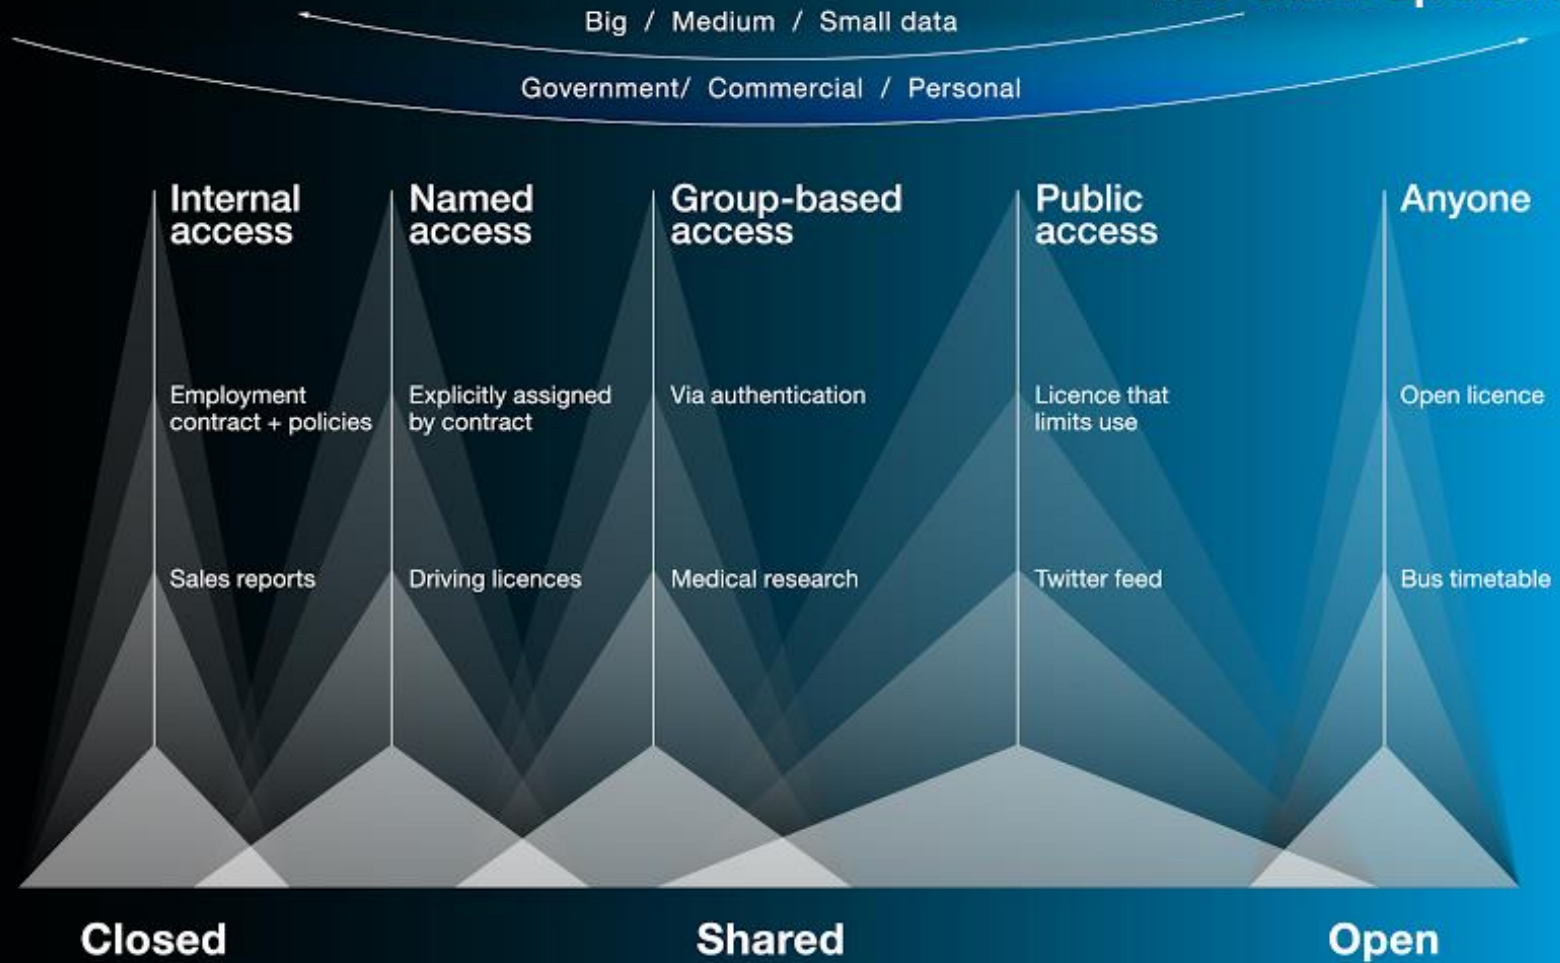 Big / Medium / Small data
Government/ Commercial / Personal
Internal
access
Named
access
Group-based
access
Public
access
Anyone
Employment
contract + policies
Explicitly assigned
by contract
Via authentication
Licence that
limits use
Open licence
Sales reports
Driving licences
Medical research
Twitter feed
Bus timetable
Closed
Shared
Open